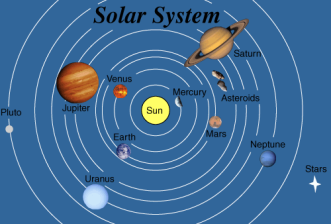 Solar System
Saturn
Venus
Mercury
Asteroids
Jupiter
Pluto
Sun
Mars
Earth
Neptune
Stars
Uranus